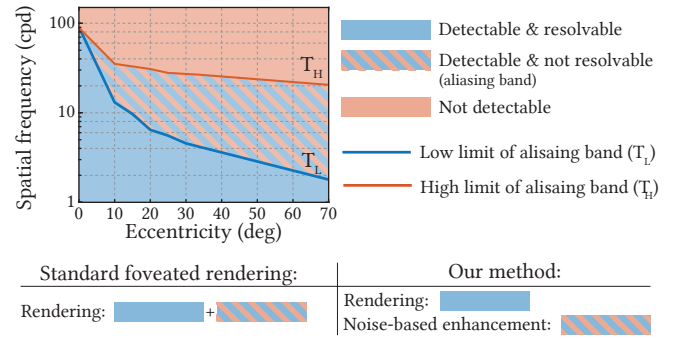 Spatial frequency (cpd)
100
10
1
T_H
T_L
0 10 20 30 40 50 60 70
Eccentricity (deg)
Detectable & resolvable
Detectable & not resolvable
(aliasing band)
Not detectable
Low limit of alisaing band (T_L)
High limit of alisaing band (T_H)
Standard foveated rendering:
Rendering: +
Our method:
Rendering:
Noise-based enhancement: